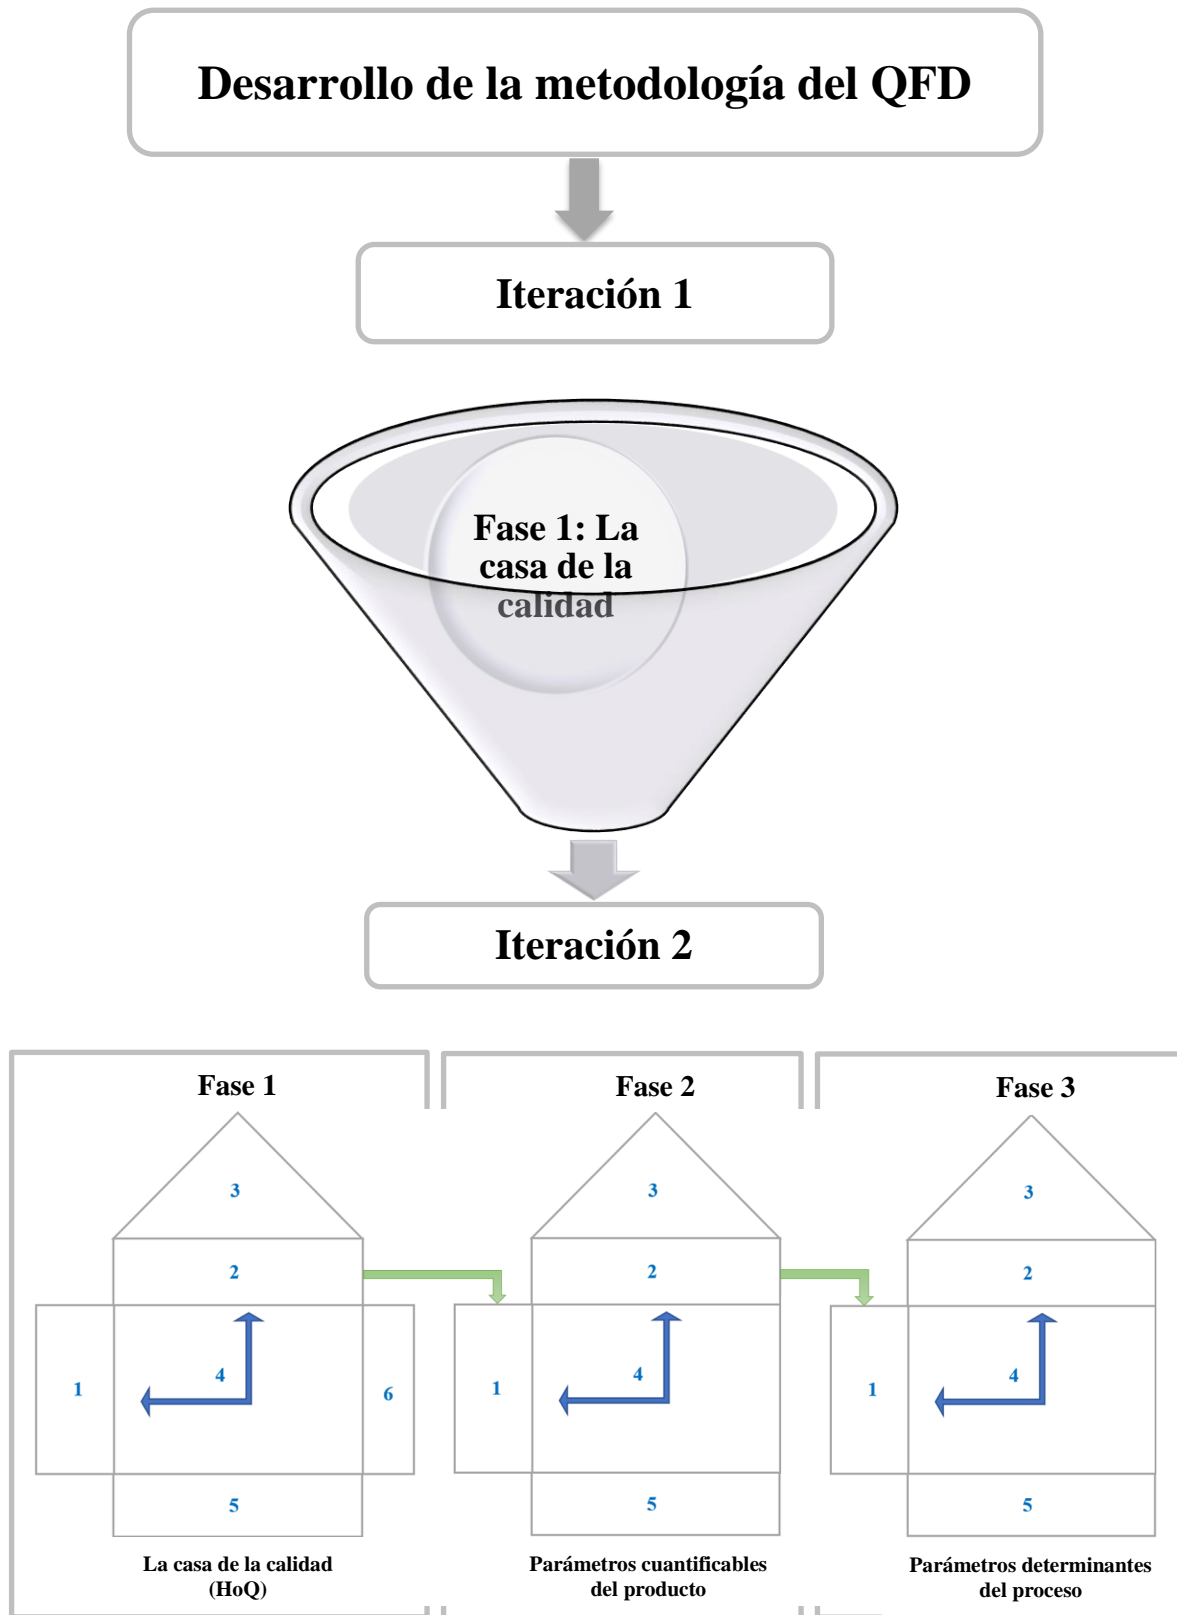 Desarrollo de la metodología del QFD
Iteración 1
Fase 1: La
casa de la
calidad
Iteración 2
Fase 1
3
2
1
4
6
5
La casa de la calidad
(HoQ)
Fase 2
3
2
1
4
5
Parámetros cuantificables
del producto
Fase 3
3
2
1
4
5
Parámetros determinantes
del proceso